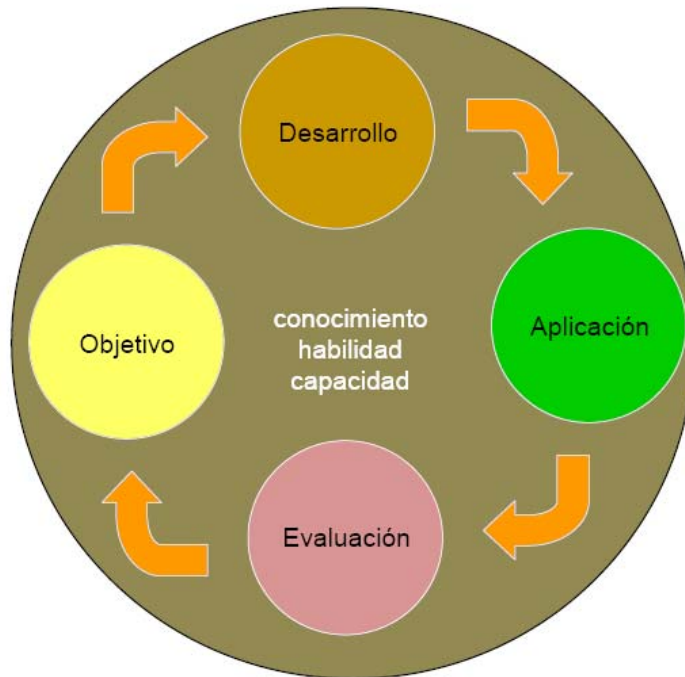 Desarrollo
Aplicación
Objetivo
conocimiento
habilidad
capacidad
Evaluación